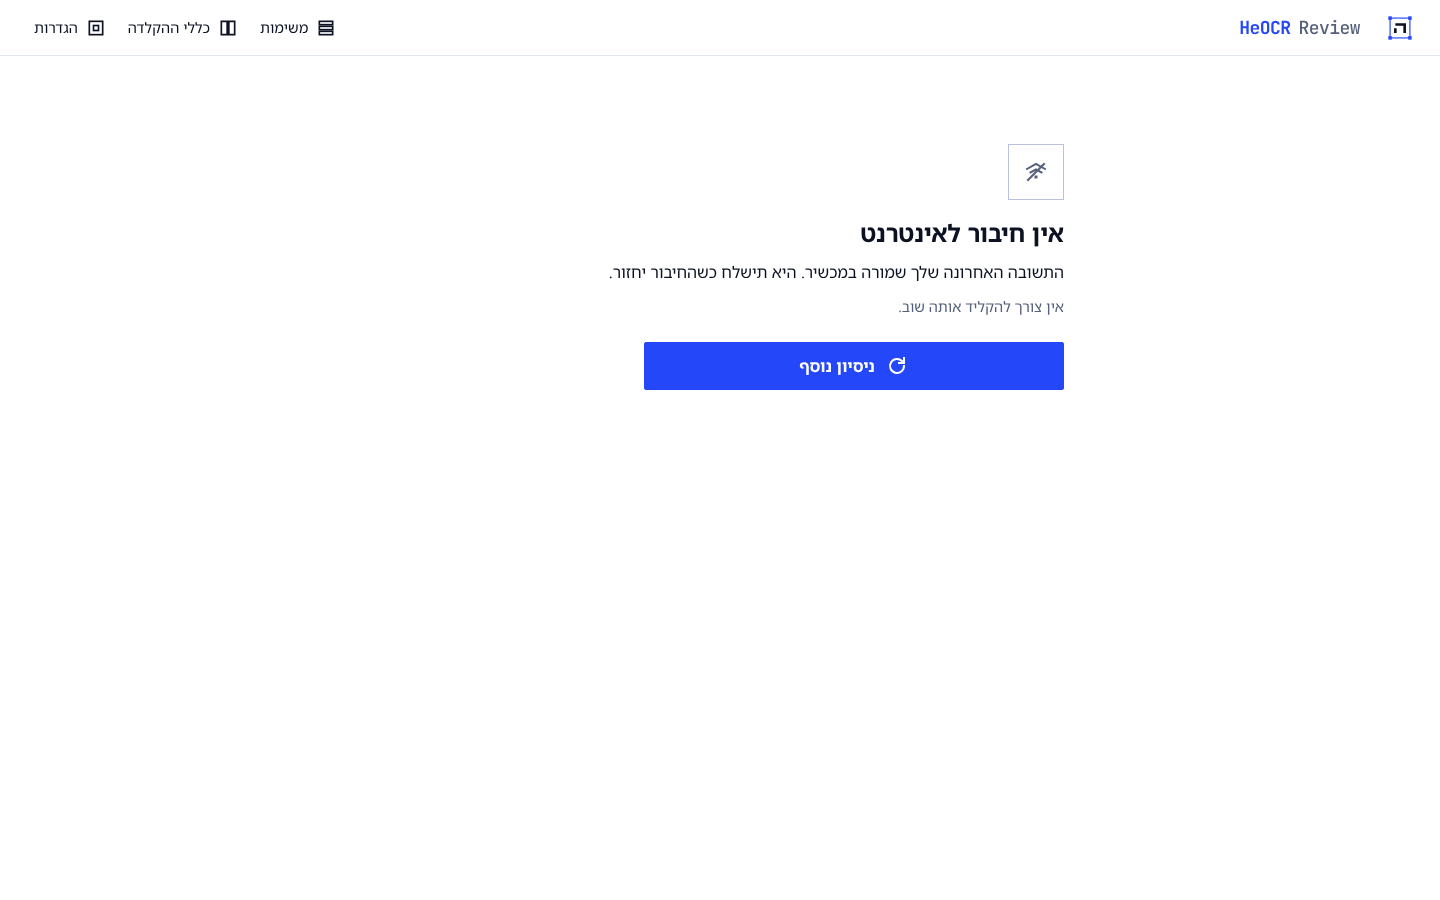 HeOCR Review
משימות
כללי ההקלדה
הגדרות
אין חיבור לאינטרנט
התשובה האחרונה שלך שמורה במכשיר. היא תישלח כשהחיבור יחזור.
אין צורך להקליד אותה שוב.
ניסיון נוסף